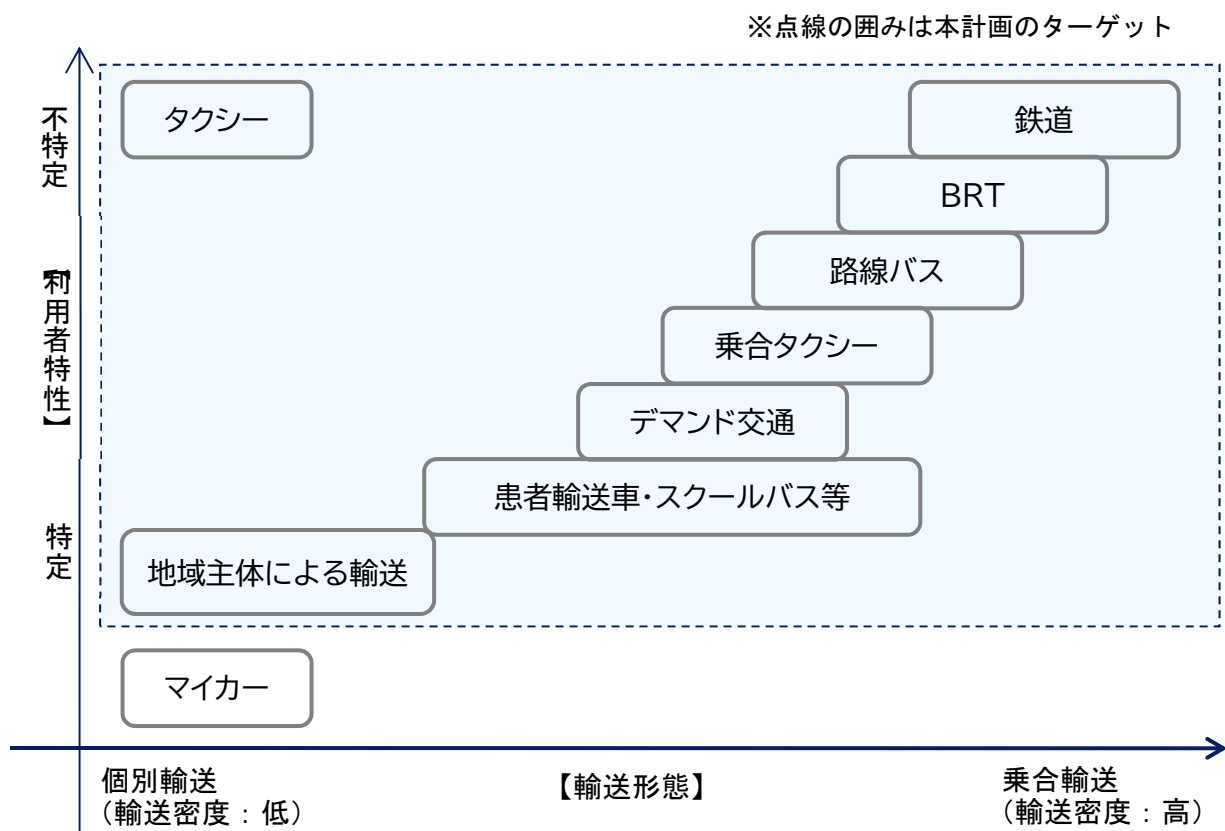 ※点線の囲みは本計画のターゲット
不特定
タクシー
鉄道
BRT
【利用者特性】
路線バス
乗合タクシー
デマンド交通
患者輸送車・スクールバス等
特定
地域主体による輸送
マイカー
個別輸送
（輸送密度：低）
【輸送形態】
乗合輸送
（輸送密度：高）